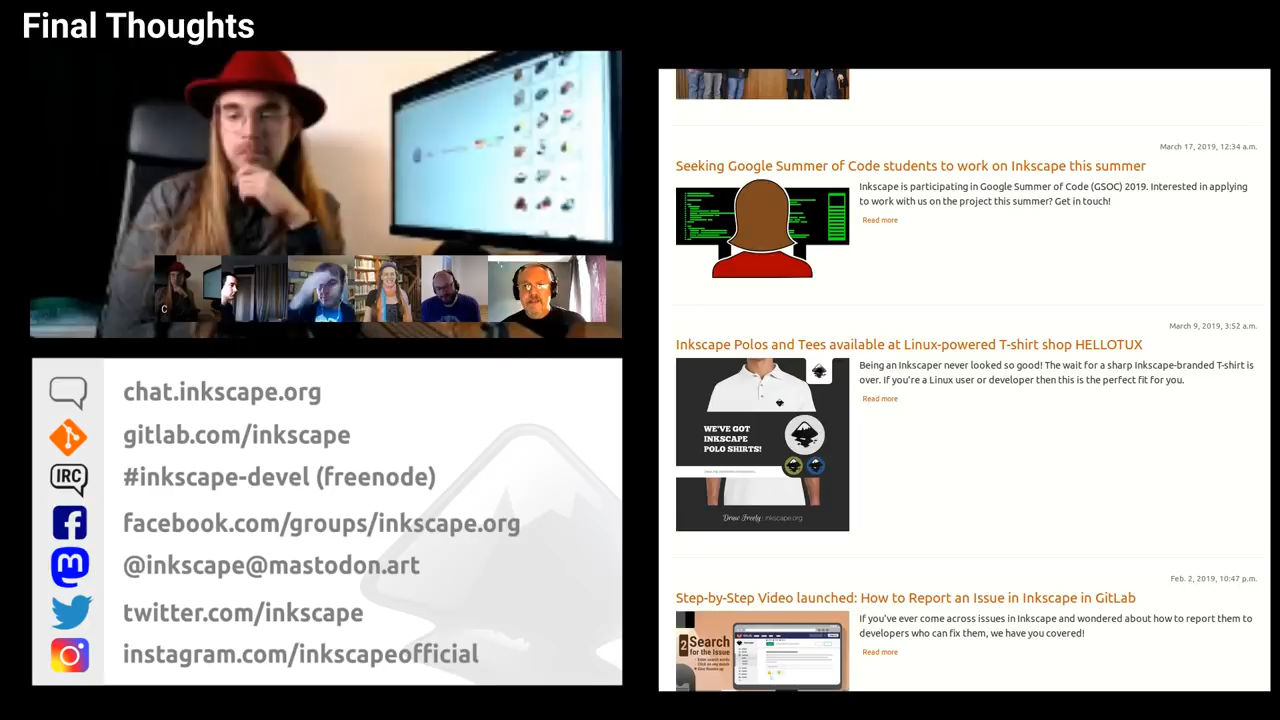 Final Thoughts
C
chat.inkscape.org
gitlab.com/inkscape
IRC
#inkscape-devel (freenode)
facebook.com/groups/inkscape.org
@inkscape@mastodon.art
twitter.com/inkscape
instagram.com/inkscapeofficial
March 17, 2019, 12:34 a.m.
Seeking Google Summer of Code students to work on Inkscape this summer
Inkscape is participating in Google Summer of Code (GSOC) 2019. Interested in applying
to work with us on the project this summer? Get in touch!
Read more
March 9, 2019, 3:52 a.m.
Inkscape Polos and Tees available at Linux-powered T-shirt shop HELLOTUX
Being an Inkscaper never looked so good! The wait for a sharp Inkscape-branded T-shirt is
over. If you're a Linux user or developer then this is the perfect fit for you.
Read more
WE'VE GOT
INKSCAPE
POLO SHIRTS!
Draw Freely | inkscape.org
Feb. 2, 2019, 10:47 p.m.
Step-by-Step Video launched: How to Report an Issue in Inkscape in GitLab
If you've ever come across issues in Inkscape and wondered about how to report them to
developers who can fix them, we have you covered!
Read more
2 Search
for the Issue